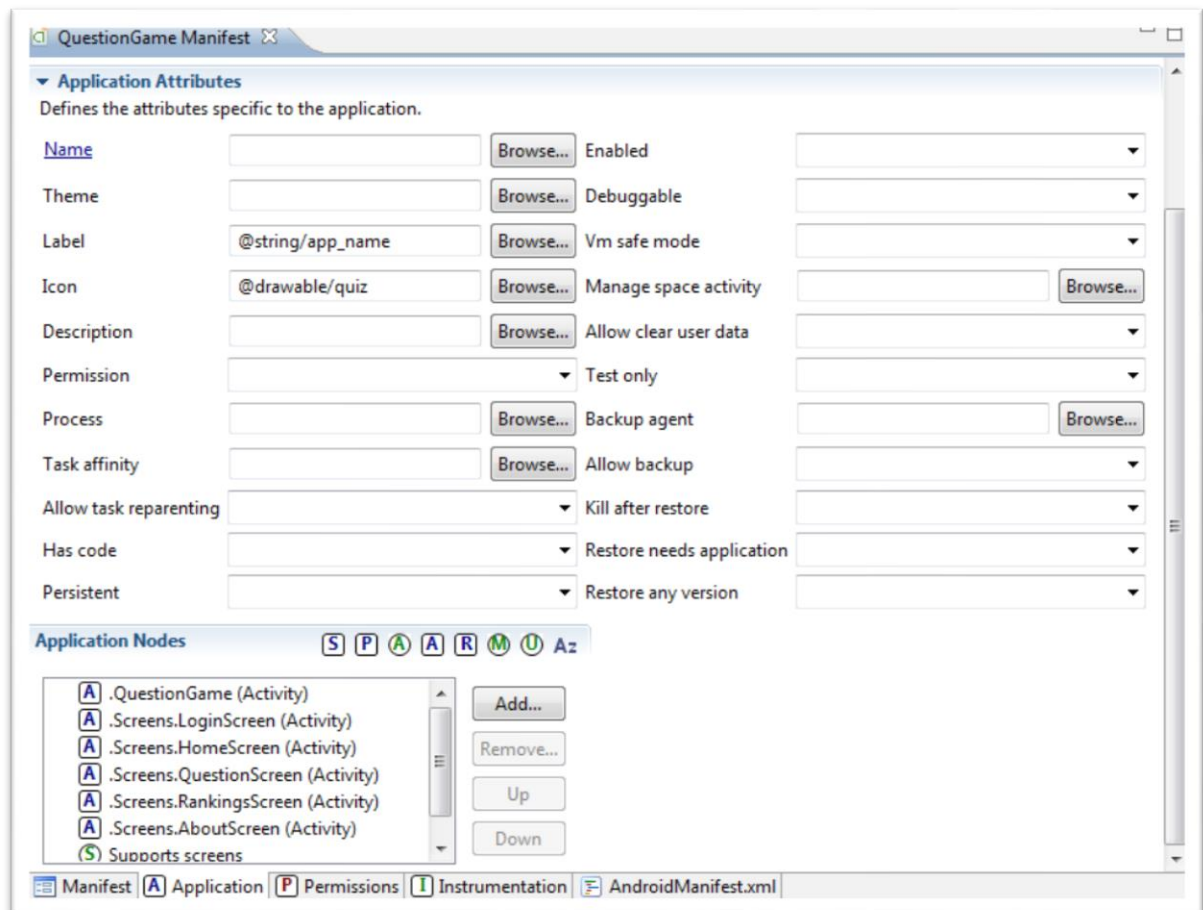 QuestionGame Manifest
Application Attributes
Defines the attributes specific to the application.
Name Browse... Enabled
Theme Browse... Debuggable
Label @string/app_name Browse... Vm safe mode
Icon @drawable/quiz Browse... Manage space activity Browse...
Description Browse... Allow clear user data
Permission Test only
Process Browse... Backup agent Browse...
Task affinity Browse... Allow backup
Allow task reparenting Kill after restore
Has code Restore needs application
Persistent Restore any version
Application Nodes S P A A R M U Az
A .QuestionGame (Activity) Add...
A .Screens.LoginScreen (Activity)
A .Screens.HomeScreen (Activity) Remove...
A .Screens.QuestionScreen (Activity)
A .Screens.RankingsScreen (Activity) Up
A .Screens.AboutScreen (Activity) Down
S Supports screens
Manifest A Application P Permissions I Instrumentation F AndroidManifest.xml